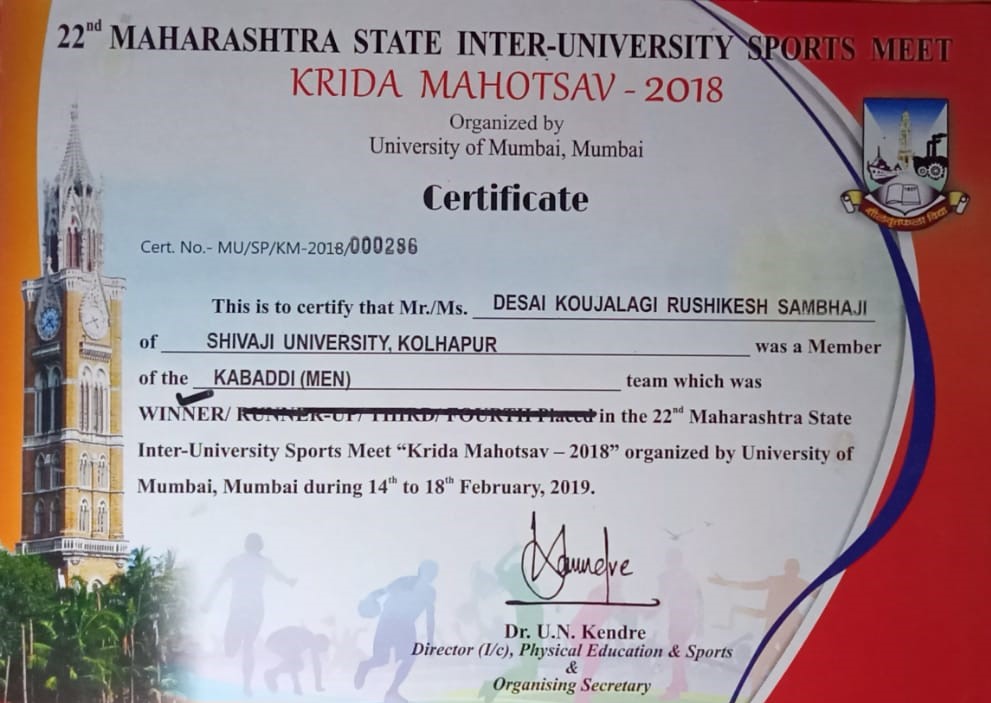 22nd MAHARASHTRA STATE INTER-UNIVERSITY SPORTS MEET
KRIDA MAHOTSAV - 2018
Organized by
University of Mumbai, Mumbai
Certificate
Cert. No.- MU/SP/KM-2018/000286
This is to certify that Mr./Ms. DESAI KOUJALAGI RUSHIKESH SAMBHAJI
of SHIVAJI UNIVERSITY, KOLHAPUR was a Member
of the KABADDI (MEN) team which was
WINNER/ RUNNER-UP/ THIRD/ FOURTH Placed in the 22nd Maharashtra State
Inter-University Sports Meet “Krida Mahotsav – 2018” organized by University of
Mumbai, Mumbai during 14th to 18th February, 2019.
Dr. U.N. Kendre
Director (I/c), Physical Education & Sports
&
Organising Secretary